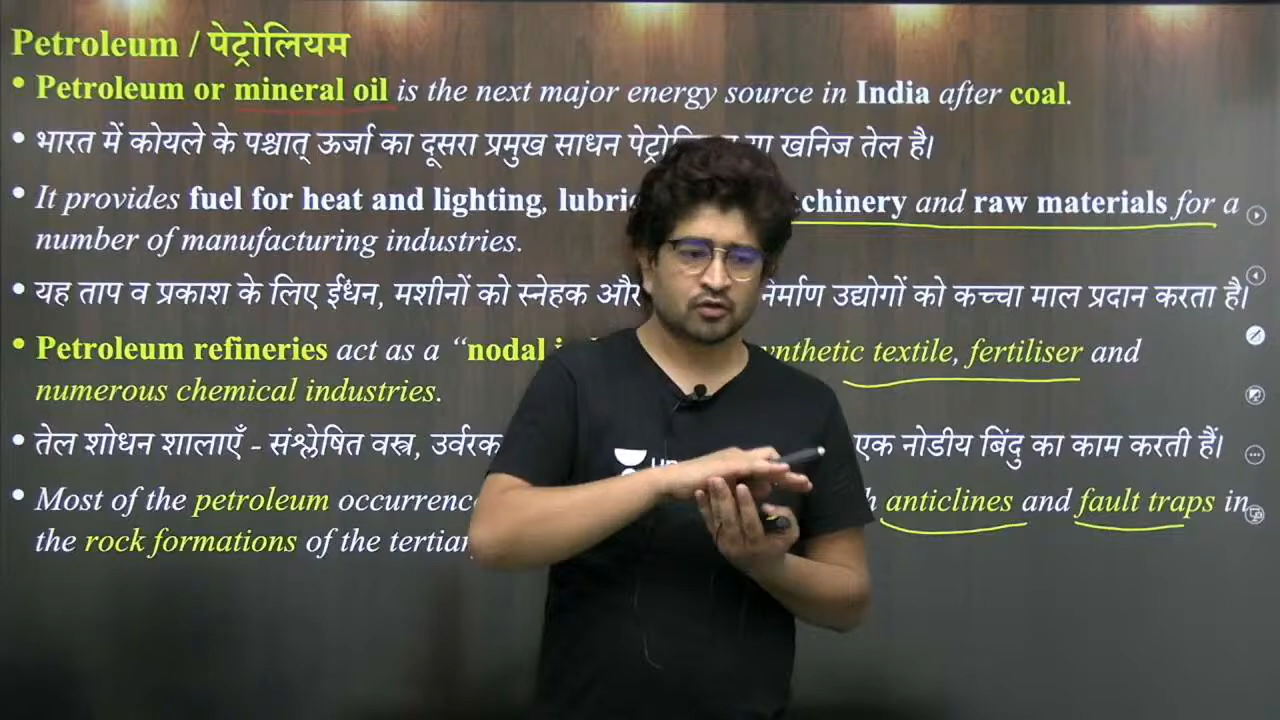 Petroleum / पेट्रोलियम
• Petroleum or mineral oil is the next major energy source in India after coal.
• भारत में कोयले के पश्चात् ऊर्जा का दूसरा प्रमुख साधन या खनिज तेल है।
• It provides fuel for heat and lighting, and raw materials for a
number of manufacturing industries.
• यह ताप व प्रकाश के लिए ईंधन, मशीनों को स्नेहक और उद्योगों को कच्चा माल प्रदान करता है।
• Petroleum refineries act as a “nodal textile, fertiliser and
numerous chemical industries.
• तेल शोधन शालाएँ - संश्लेषित वस्त्र, उर्वरक एक नोडीय बिंदु का काम करती हैं।
• Most of the petroleum anticlines and fault traps in
the rock formations of the